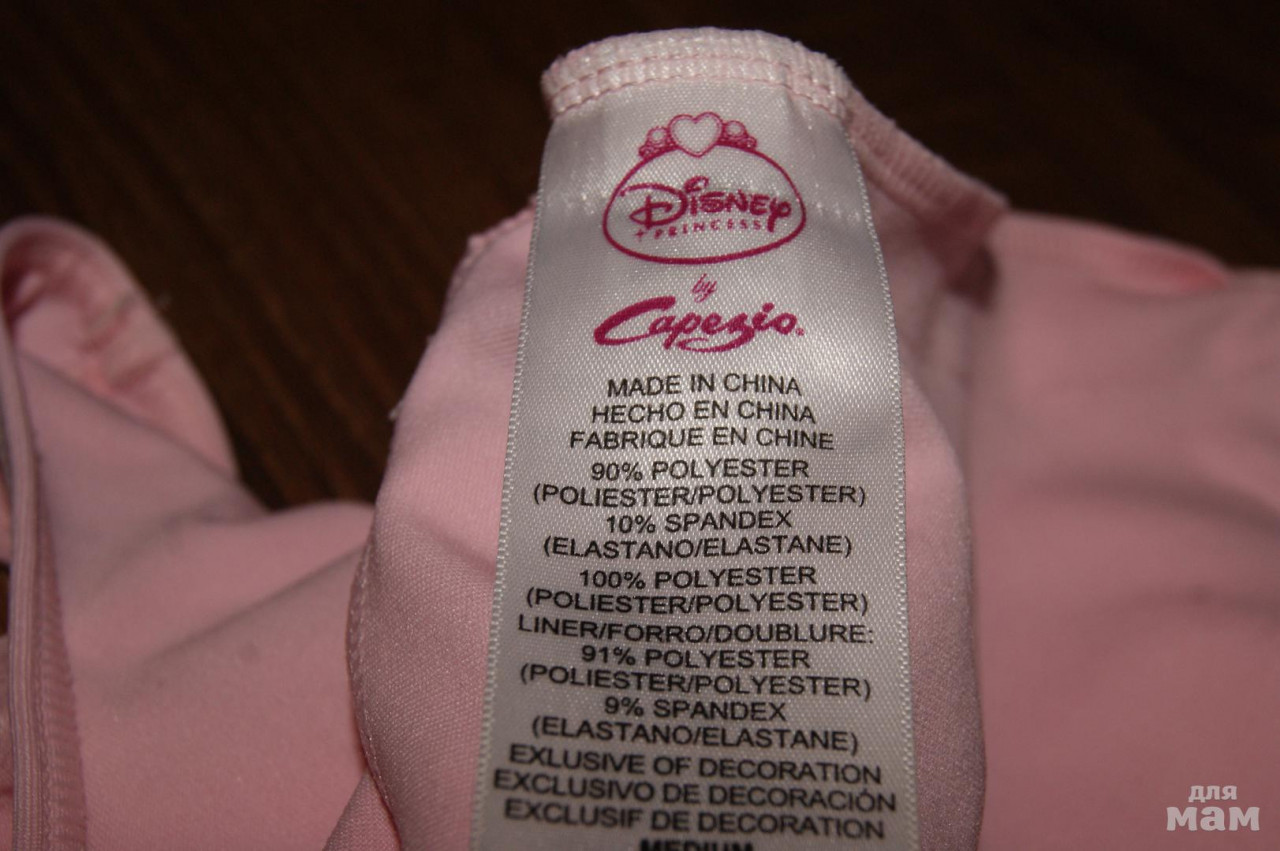 Disney
PRINCESS
by
Capezio
MADE IN CHINA
HECHO EN CHINA
FABRIQUE EN CHINE
90% POLYESTER
(POLIESTER/POLYESTER)
10% SPANDEX
(ELASTANO/ELASTANE)
100% POLYESTER
(POLIESTER/POLYESTER)
LINER/FORRO/DOUBLURE:
91% POLYESTER
(POLIESTER/POLYESTER)
9% SPANDEX
(ELASTANO/ELASTANE)
EXLUSIVE OF DECORATION
EXCLUSIVO DE DECORACIÓN
EXCLUSIF DE DECORATION
MEDIUM
для
мам